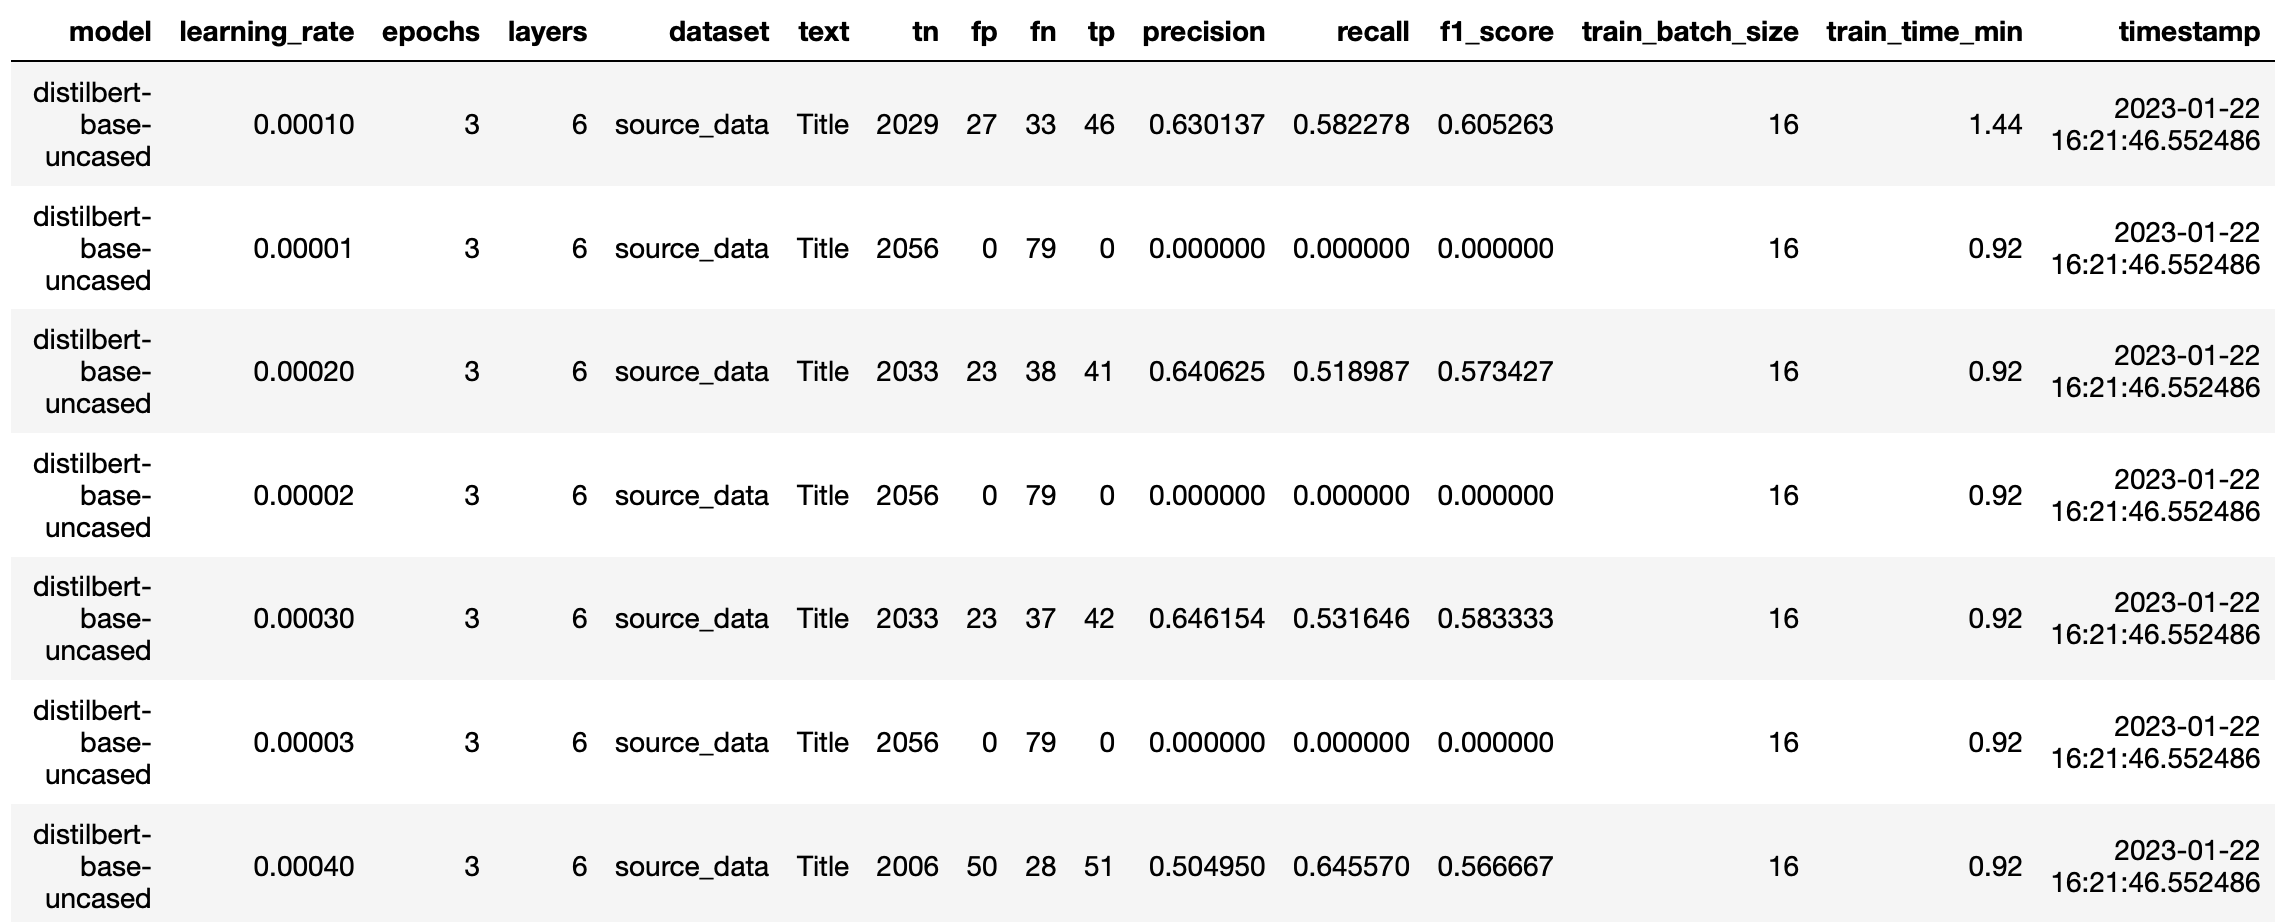 model learning_rate epochs layers dataset text tn fp fn tp precision recall f1_score train_batch_size train_time_min timestamp
distilbert-
base-
uncased 0.00010 3 6 source_data Title 2029 27 33 46 0.630137 0.582278 0.605263 16 1.44 2023-01-22
16:21:46.552486
distilbert-
base-
uncased 0.00001 3 6 source_data Title 2056 0 79 0 0.000000 0.000000 0.000000 16 0.92 2023-01-22
16:21:46.552486
distilbert-
base-
uncased 0.00020 3 6 source_data Title 2033 23 38 41 0.640625 0.518987 0.573427 16 0.92 2023-01-22
16:21:46.552486
distilbert-
base-
uncased 0.00002 3 6 source_data Title 2056 0 79 0 0.000000 0.000000 0.000000 16 0.92 2023-01-22
16:21:46.552486
distilbert-
base-
uncased 0.00030 3 6 source_data Title 2033 23 37 42 0.646154 0.531646 0.583333 16 0.92 2023-01-22
16:21:46.552486
distilbert-
base-
uncased 0.00003 3 6 source_data Title 2056 0 79 0 0.000000 0.000000 0.000000 16 0.92 2023-01-22
16:21:46.552486
distilbert-
base-
uncased 0.00040 3 6 source_data Title 2006 50 28 51 0.504950 0.645570 0.566667 16 0.92 2023-01-22
16:21:46.552486